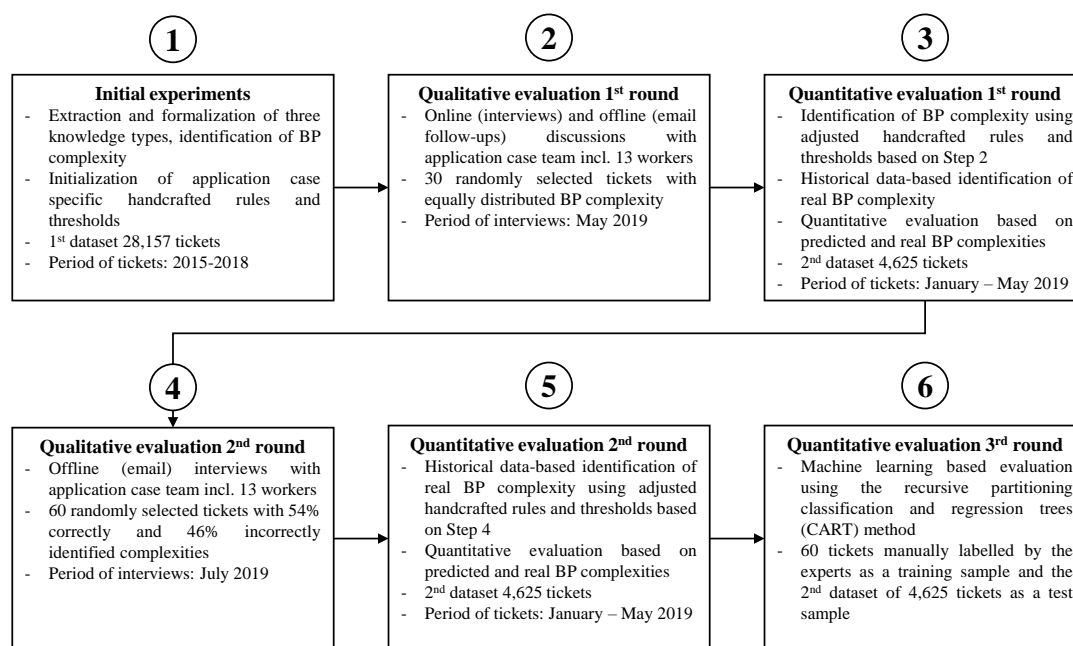 1
Initial experiments
- Extraction and formalization of three
knowledge types, identification of BP
complexity
- Initialization of application case
specific handcrafted rules and
thresholds
- 1st dataset 28,157 tickets
- Period of tickets: 2015-2018
2
Qualitative evaluation 1st round
- Online (interviews) and offline (email
follow-ups) discussions with
application case team incl. 13 workers
- 30 randomly selected tickets with
equally distributed BP complexity
- Period of interviews: May 2019
3
Quantitative evaluation 1st round
- Identification of BP complexity using
adjusted handcrafted rules and
thresholds based on Step 2
- Historical data-based identification of
real BP complexity
- Quantitative evaluation based on
predicted and real BP complexities
- 2nd dataset 4,625 tickets
- Period of tickets: January – May 2019
4
Qualitative evaluation 2nd round
- Offline (email) interviews with
application case team incl. 13 workers
- 60 randomly selected tickets with 54%
correctly and 46% incorrectly
identified complexities
- Period of interviews: July 2019
5
Quantitative evaluation 2nd round
- Historical data-based identification of
real BP complexity using adjusted
handcrafted rules and thresholds based
on Step 4
- Quantitative evaluation based on
predicted and real BP complexities
- 2nd dataset 4,625 tickets
- Period of tickets: January – May 2019
6
Quantitative evaluation 3rd round
- Machine learning based evaluation
using the recursive partitioning
classification and regression trees
(CART) method
- 60 tickets manually labelled by the
experts as a training sample and the
2nd dataset of 4,625 tickets as a test
sample